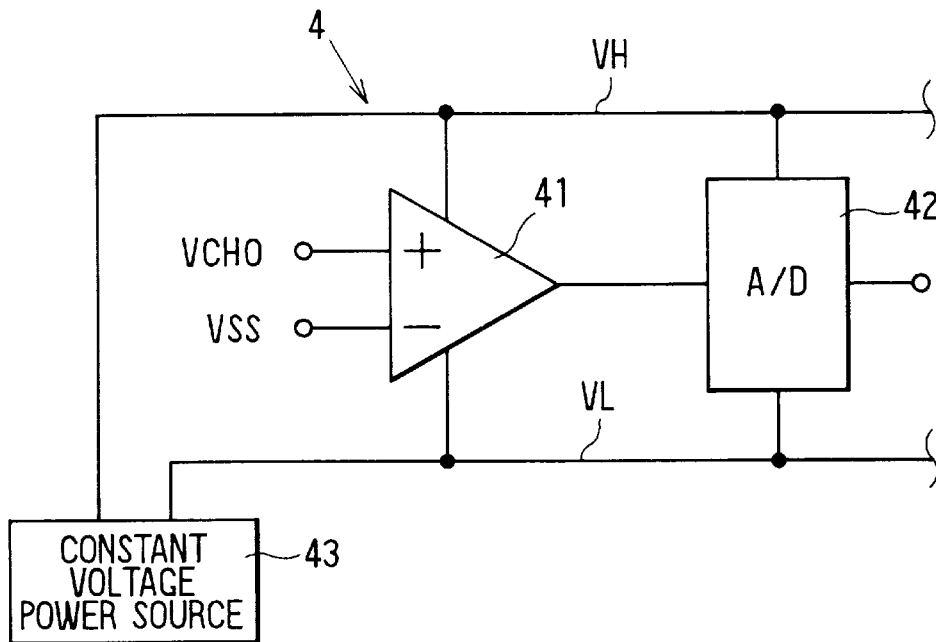 4
VH
41
42
VCHO
+
A/D
VSS
−
VL
CONSTANT
VOLTAGE
POWER SOURCE
43